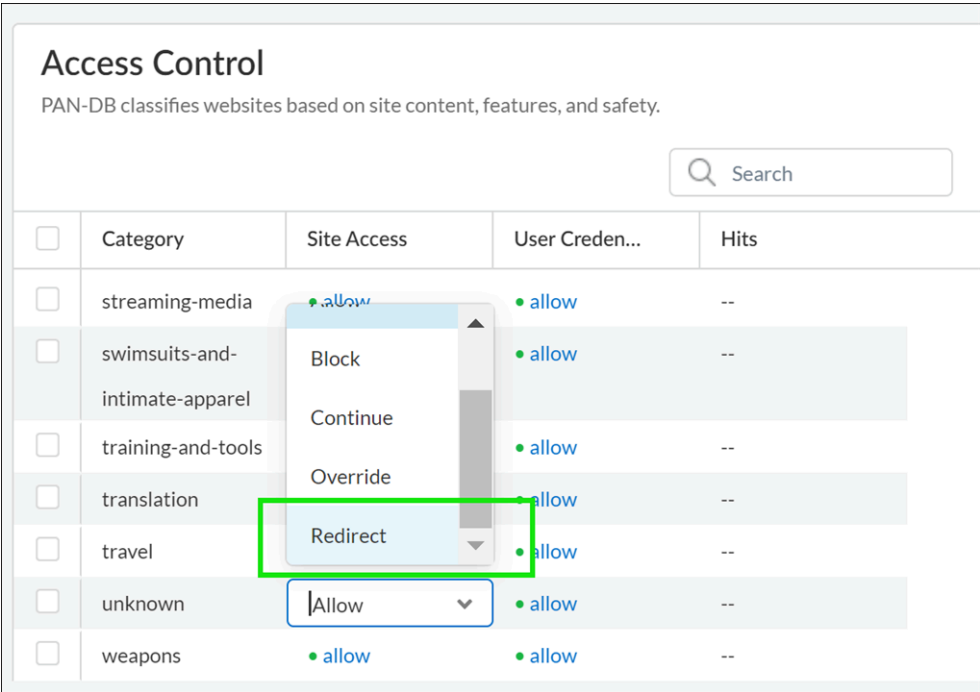 Access Control
PAN-DB classifies websites based on site content, features, and safety.
Search
Category Site Access User Creden... Hits
streaming-media allow allow --
swimsuits-and- allow --
intimate-apparel
Block
Continue
training-and-tools allow --
Override
translation allow --
Redirect
travel allow --
unknown Allow allow --
weapons allow allow --